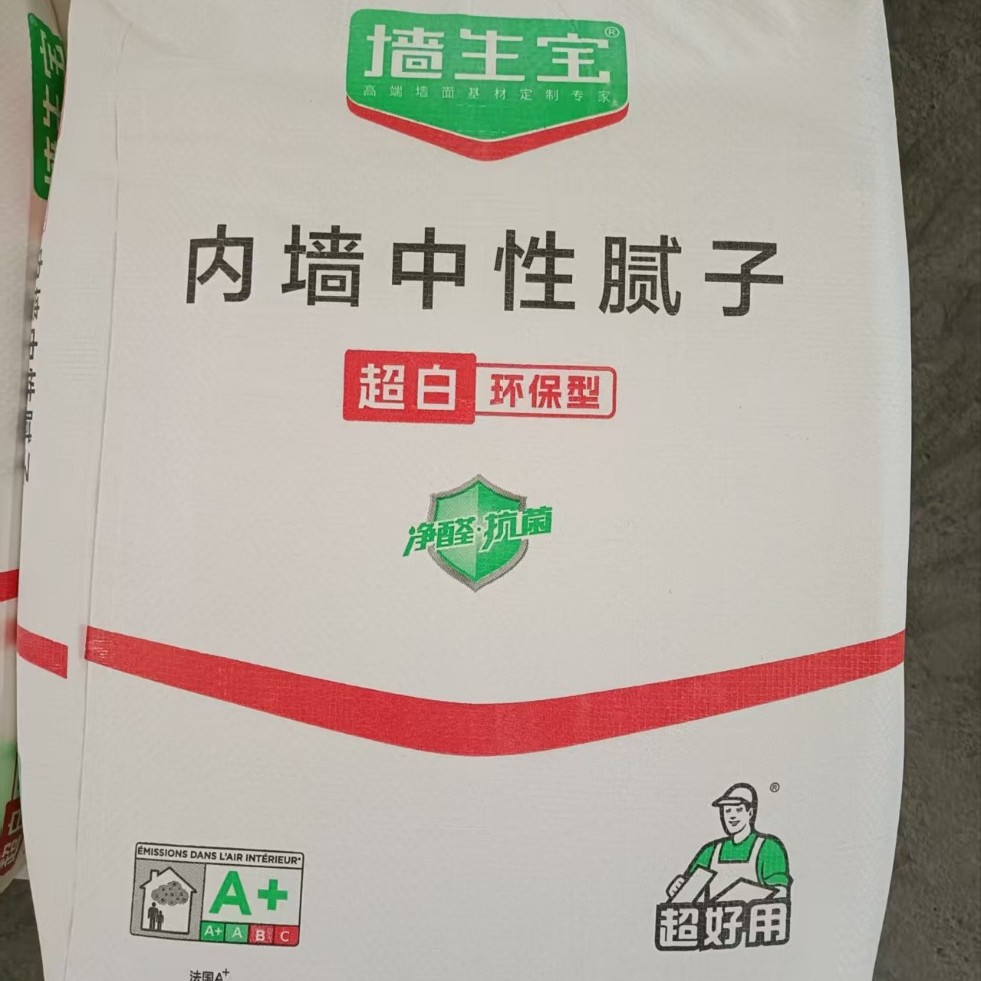 墙生宝®
高端墙面基材定制专家
内墙中性腻子
超白 环保型
净醛·抗菌
ÉMISSIONS DANS L'AIR INTÉRIEUR*
A+
A+ A B C
®
超好用
法国A+